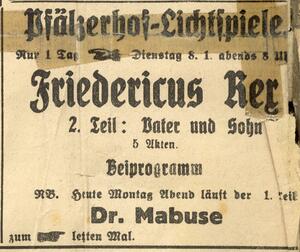 Pfälzerhof-Lichtspiele.
Nur 1 Tag Dienstag 8. 1. abends 8 U
Friedericus Rex
2. Teil: Vater und Sohn
5 Akten.
Beiprogramm
NB. Heute Montag Abend läuft der 1. teil
Dr. Mabuse
zum letzten Mal.